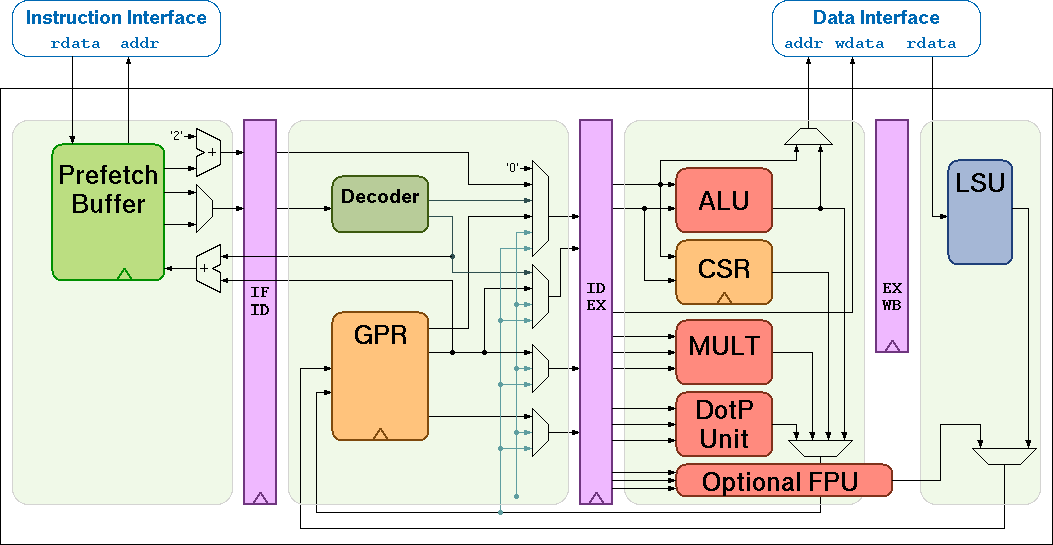 Instruction Interface
rdata addr
Data Interface
addr wdata rdata
'2'
+
Prefetch
Buffer
+
IF
ID
'0'
Decoder
GPR
ID
EX
ALU
CSR
MULT
DotP
Unit
Optional FPU
EX
WB
LSU